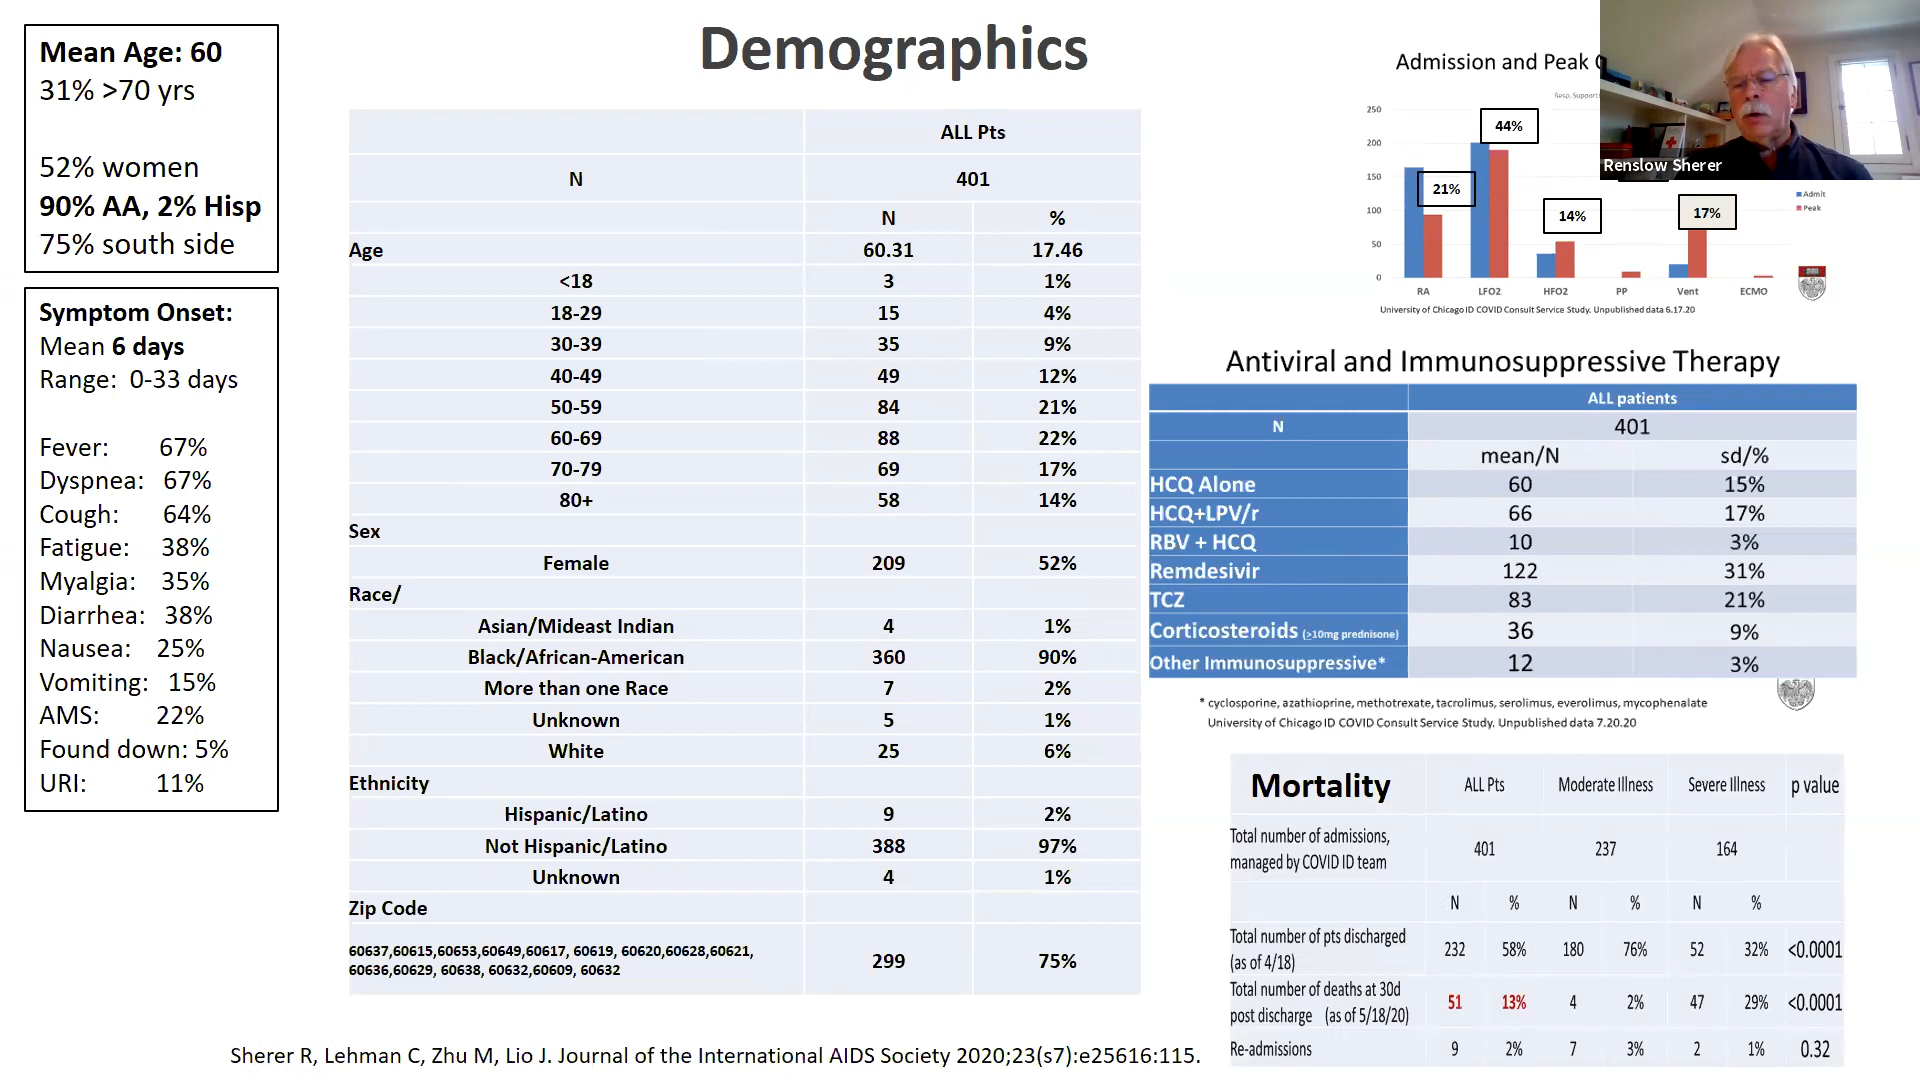 Demographics
Mean Age: 60
31% >70 yrs
52% women
90% AA, 2% Hisp
75% south side
Symptom Onset:
Mean 6 days
Range: 0-33 days
Fever: 67%
Dyspnea: 67%
Cough: 64%
Fatigue: 38%
Myalgia: 35%
Diarrhea: 38%
Nausea: 25%
Vomiting: 15%
AMS: 22%
Found down: 5%
URI: 11%
ALL Pts
N 401
N %
Age 60.31 17.46
<18 3 1%
18-29 15 4%
30-39 35 9%
40-49 49 12%
50-59 84 21%
60-69 88 22%
70-79 69 17%
80+ 58 14%
Sex
Female 209 52%
Race/
Asian/Mideast Indian 4 1%
Black/African-American 360 90%
More than one Race 7 2%
Unknown 5 1%
White 25 6%
Ethnicity
Hispanic/Latino 9 2%
Not Hispanic/Latino 388 97%
Unknown 4 1%
Zip Code
60637,60615,60653,60649,60617, 60619, 60620,60628,60621,
60636,60629, 60638, 60632,60609, 60632
299 75%
Admission and Peak
Resp. Support
250
200
150
100
50
0
44%
21%
14%
17%
Admit
Peak
RA LFO2 HFO2 PP Vent ECMO
University of Chicago ID COVID Consult Service Study. Unpublished data 6.17.20
Renslow Sherer
Antiviral and Immunosuppressive Therapy
ALL patients
N 401
mean/N sd/%
HCQ Alone 60 15%
HCQ+LPV/r 66 17%
RBV + HCQ 10 3%
Remdesivir 122 31%
TCZ 83 21%
Corticosteroids (≥10mg prednisone) 36 9%
Other Immunosuppressive* 12 3%
* cyclosporine, azathioprine, methotrexate, tacrolimus, serolimus, everolimus, mycophenalate
University of Chicago ID COVID Consult Service Study. Unpublished data 7.20.20
Mortality ALL Pts Moderate Illness Severe Illness p value
Total number of admissions,
managed by COVID ID team
401 237 164
N % N % N %
Total number of pts discharged
(as of 4/18)
232 58% 180 76% 52 32% <0.0001
Total number of deaths at 30d
post discharge (as of 5/18/20)
51 13% 4 2% 47 29% <0.0001
Re-admissions 9 2% 7 3% 2 1% 0.32
Sherer R, Lehman C, Zhu M, Lio J. Journal of the International AIDS Society 2020;23(s7):e25616:115.